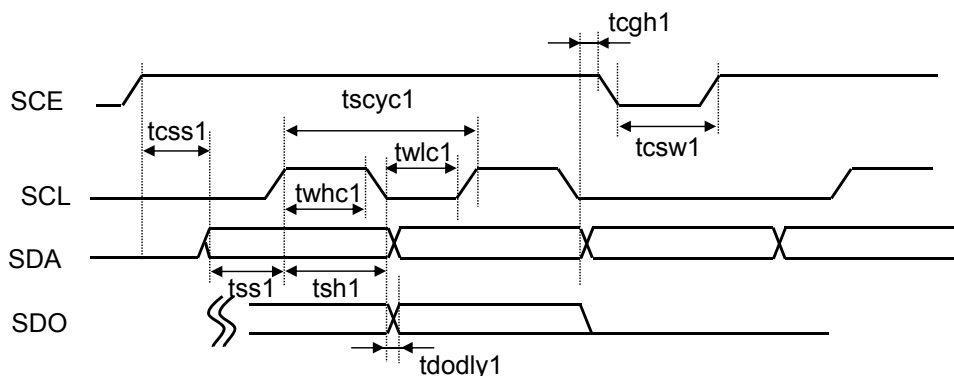 tcgh1
SCE
tscyc1
tcss1
tcsw1
twlc1
SCL
twhc1
SDA
tss1 tsh1
SDO
tdodly1